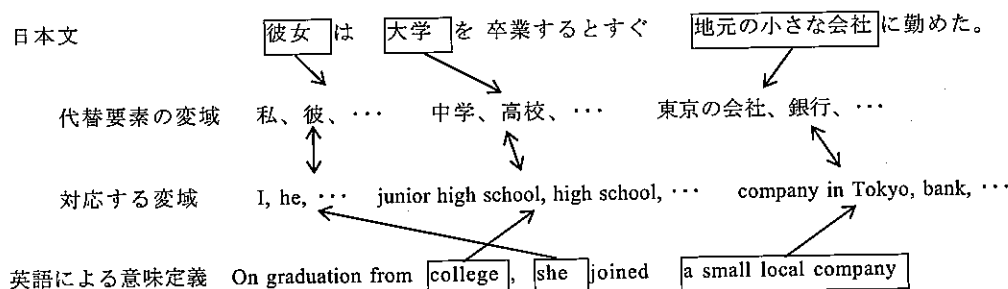 日本文 彼女 は 大学 を 卒業するとすぐ 地元の小さな会社 に勤めた。
代替要素の変域 私、彼、··· 中学、高校、··· 東京の会社、銀行、···
対応する変域 I, he, ··· junior high school, high school, ··· company in Tokyo, bank, ···
英語による意味定義 On graduation from college , she joined a small local company